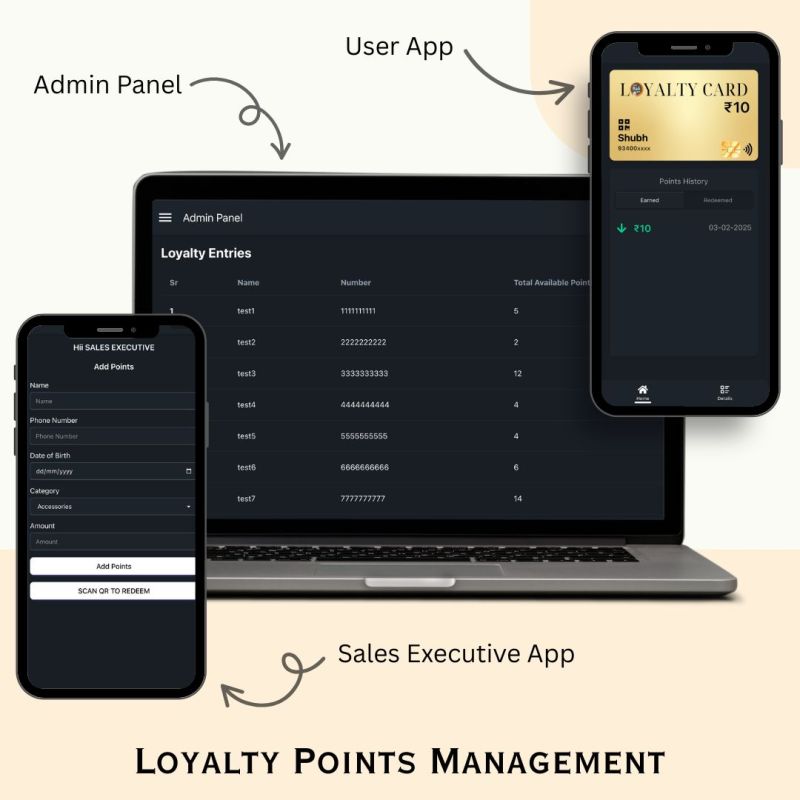 User App
Admin Panel
LOYALTY CARD
₹10
Shubh
93400xxxx
Points History
Earned Redeemed
₹10 03-02-2025
Home Details
Admin Panel
Loyalty Entries
Sr Name Number Total Available Point
1 test1 1111111111 5
test2 2222222222 2
test3 3333333333 12
test4 4444444444 4
test5 5555555555 4
test6 6666666666 6
test7 7777777777 14
Hii SALES EXECUTIVE
Add Points
Name
Name
Phone Number
Phone Number
Date of Birth
dd/mm/yyyy
Category
Accessories
Amount
Amount
Add Points
SCAN QR TO REDEEM
Sales Executive App
Loyalty Points Management